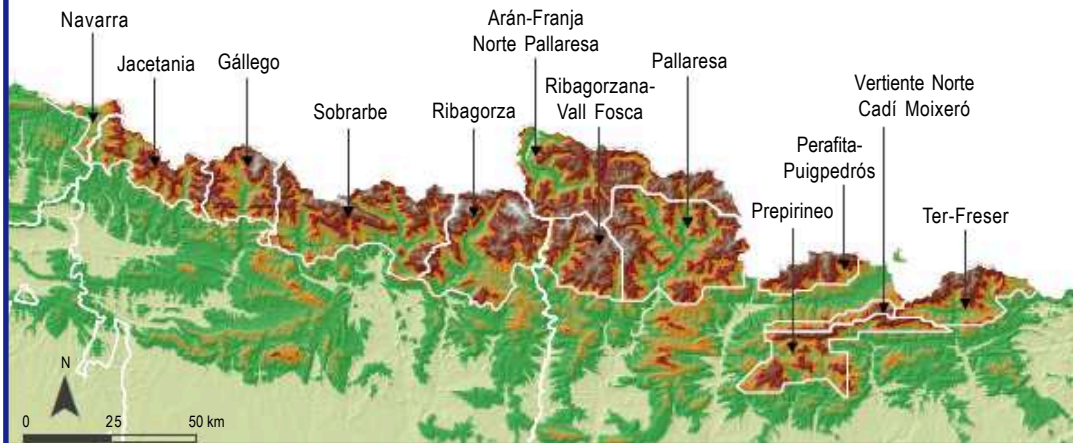 Navarra
Jacetania
Gállego
Sobrarbe
Ribagorza
Arán-Franja
Norte Pallaresa
Ribagorzana-
Vall Fosca
Pallaresa
Vertiente Norte
Cadí Moixeró
Perafita-
Puigpedrós
Prepirineo
Ter-Freser
N
0 25 50 km